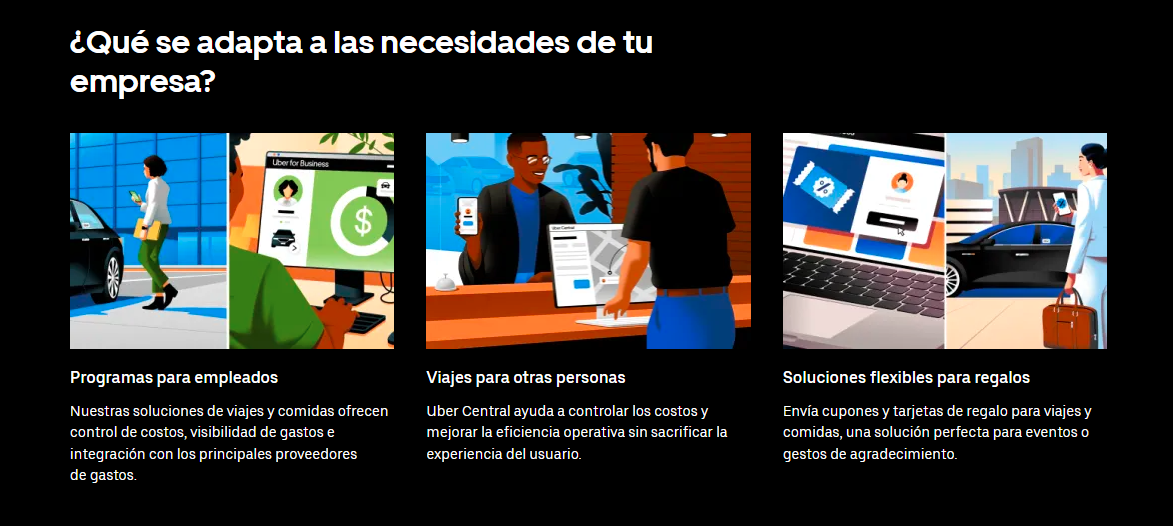 ¿Qué se adapta a las necesidades de tu
empresa?
Uber for Business
$
Uber Central
%
Programas para empleados
Nuestras soluciones de viajes y comidas ofrecen
control de costos, visibilidad de gastos e
integración con los principales proveedores
de gastos.
Viajes para otras personas
Uber Central ayuda a controlar los costos y
mejorar la eficiencia operativa sin sacrificar la
experiencia del usuario.
Soluciones flexibles para regalos
Envía cupones y tarjetas de regalo para viajes y
comidas, una solución perfecta para eventos o
gestos de agradecimiento.